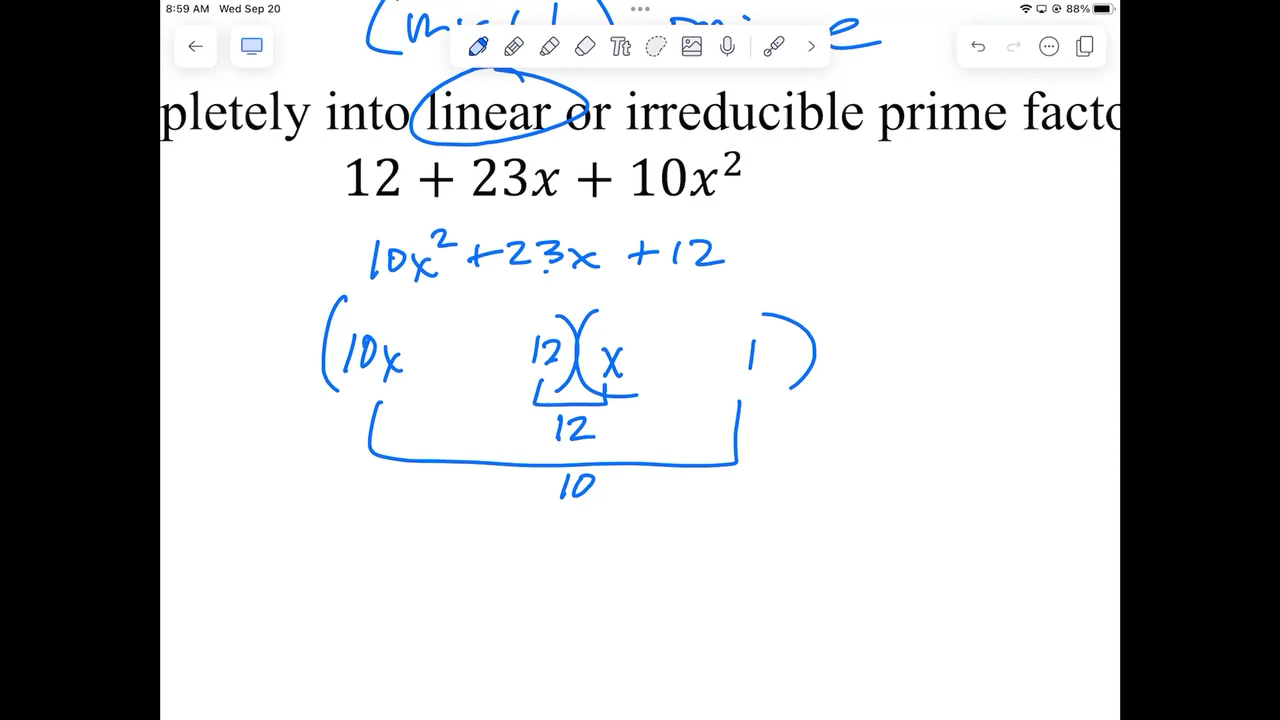 8:59 AM Wed Sep 20 88%
Tt
pletely into linear or irreducible prime facto
12 + 23x + 10x²
10x² + 23x + 12
(10x 12)(x 1)
12
10